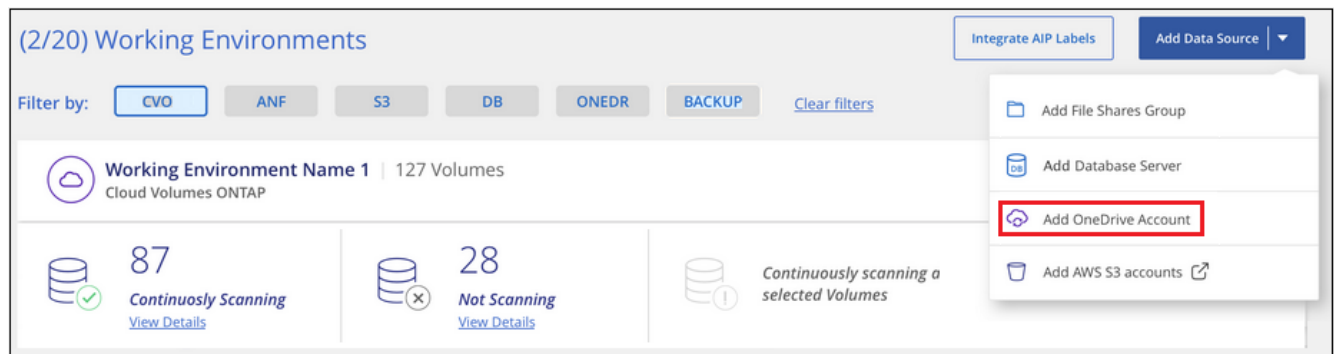 (2/20) Working Environments
Integrate AIP Labels
Add Data Source
Filter by:
CVO
ANF
S3
DB
ONEDR
BACKUP
Clear filters
Add File Shares Group
DB
Add Database Server
Add OneDrive Account
Add AWS S3 accounts
Working Environment Name 1 | 127 Volumes
Cloud Volumes ONTAP
87
Continuosly Scanning
View Details
28
Not Scanning
View Details
Continuously scanning a
selected Volumes